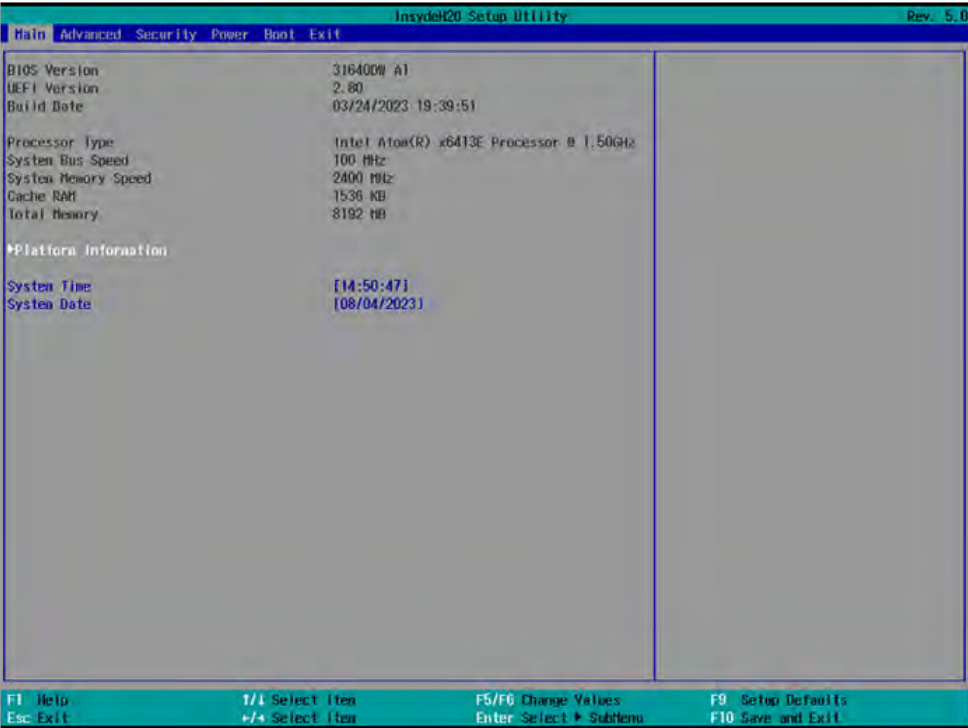 InsydeH2O Setup Utility Rev. 5.0
Main Advanced Security Power Boot Exit
BIOS Version 316400W A1
UEFI Version 2.80
Build Date 03/24/2023 19:39:51
Processor Type Intel Atom(R) x6413E Processor @ 1.50GHz
System Bus Speed 100 MHz
System Memory Speed 2400 MHz
Cache RAM 1536 KB
Total Memory 8192 MB
▶Platform Information
System Time [14:50:47]
System Date [08/04/2023]
F1 Help ↑/↓ Select Item F5/F6 Change Values F9 Setup Defaults
Esc Exit ←/→ Select Item Enter Select ▶ SubMenu F10 Save and Exit